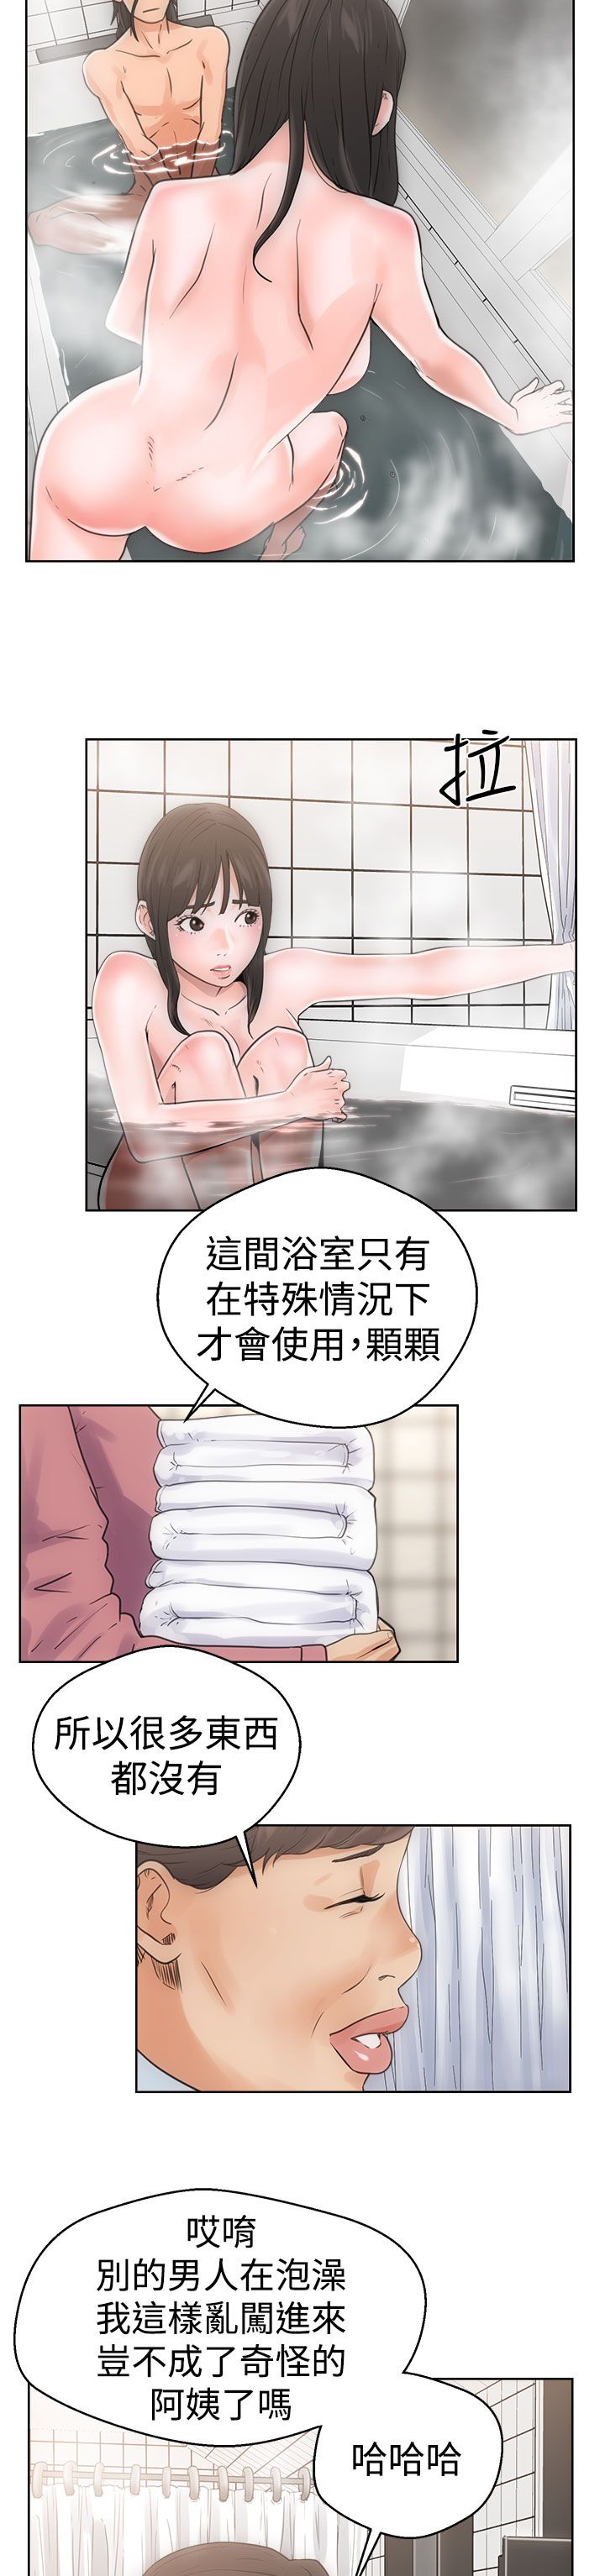 拉
這間浴室只有
在特殊情況下
才會使用，顆顆
所以很多東西
都沒有
哎唷
別的男人在泡澡
我這樣亂闖進來
豈不成了奇怪的
阿姨了嗎
哈哈哈